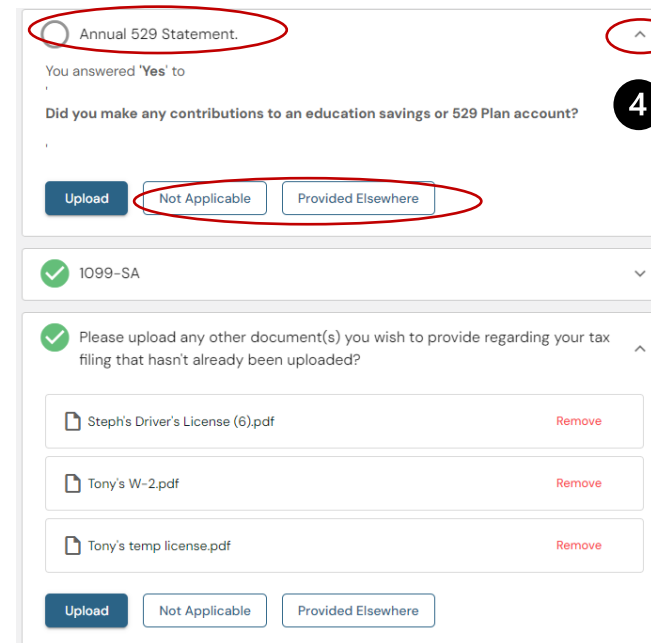 Annual 529 Statement.
You answered 'Yes' to
'
Did you make any contributions to an education savings or 529 Plan account?
4
'
Upload Not Applicable Provided Elsewhere
1099-SA
Please upload any other document(s) you wish to provide regarding your tax
filing that hasn't already been uploaded?
Steph's Driver's License (6).pdf Remove
Tony's W-2.pdf Remove
Tony's temp license.pdf Remove
Upload Not Applicable Provided Elsewhere